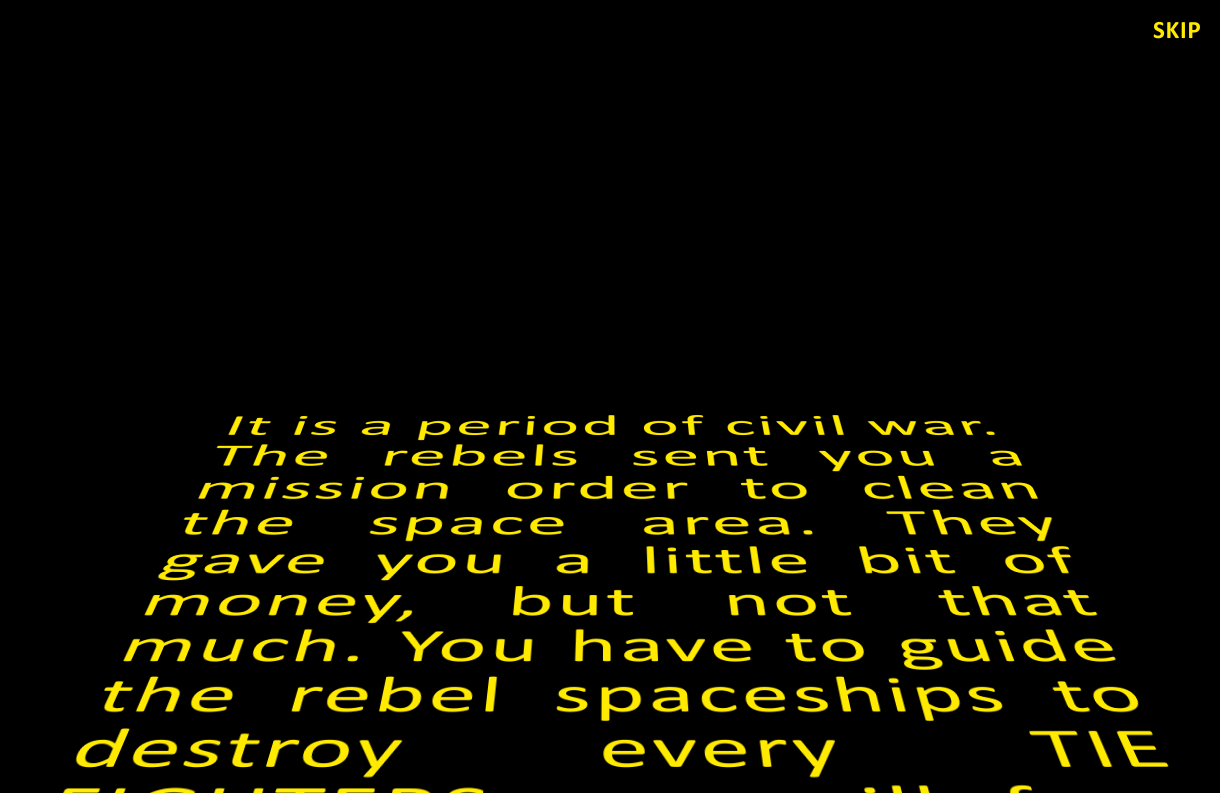 SKIP
It is a period of civil war.
The rebels sent you a
mission order to clean
the space area. They
gave you a little bit of
money, but not that
much. You have to guide
the rebel spaceships to
destroy every TIE
FIGHTERS